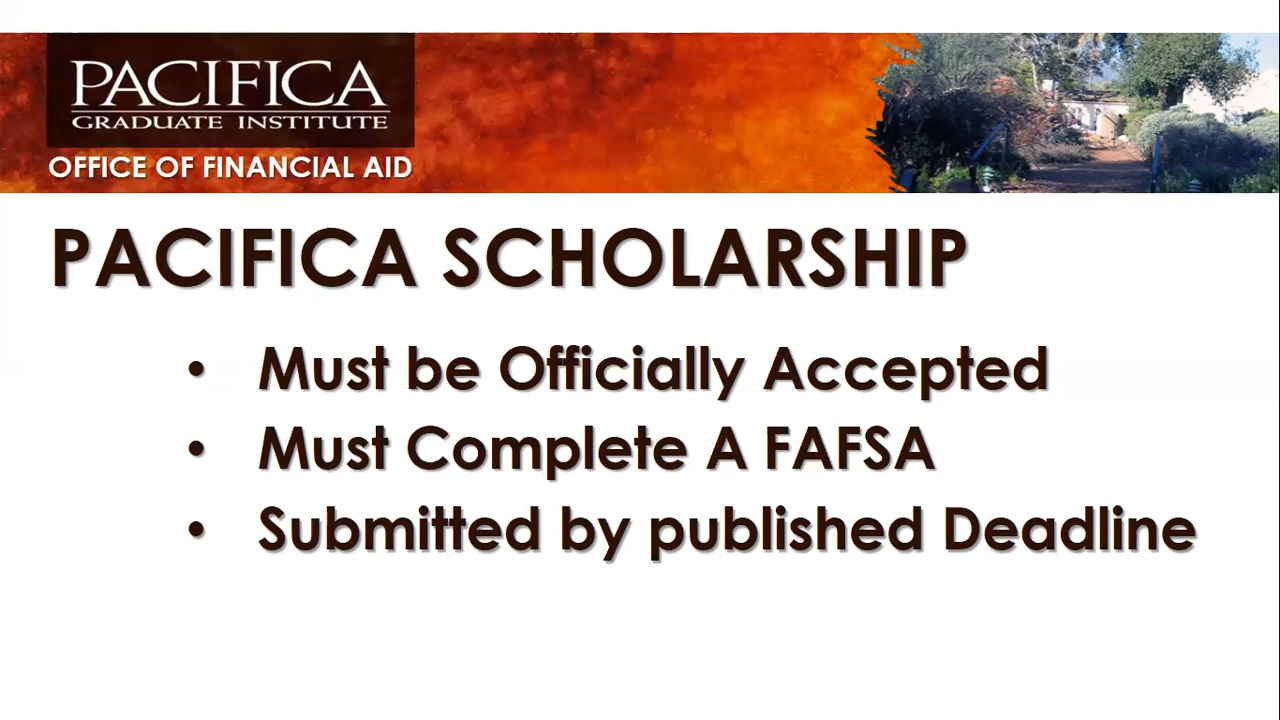 PACIFICA
GRADUATE INSTITUTE
OFFICE OF FINANCIAL AID
PACIFICA SCHOLARSHIP
• Must be Officially Accepted
• Must Complete A FAFSA
• Submitted by published Deadline